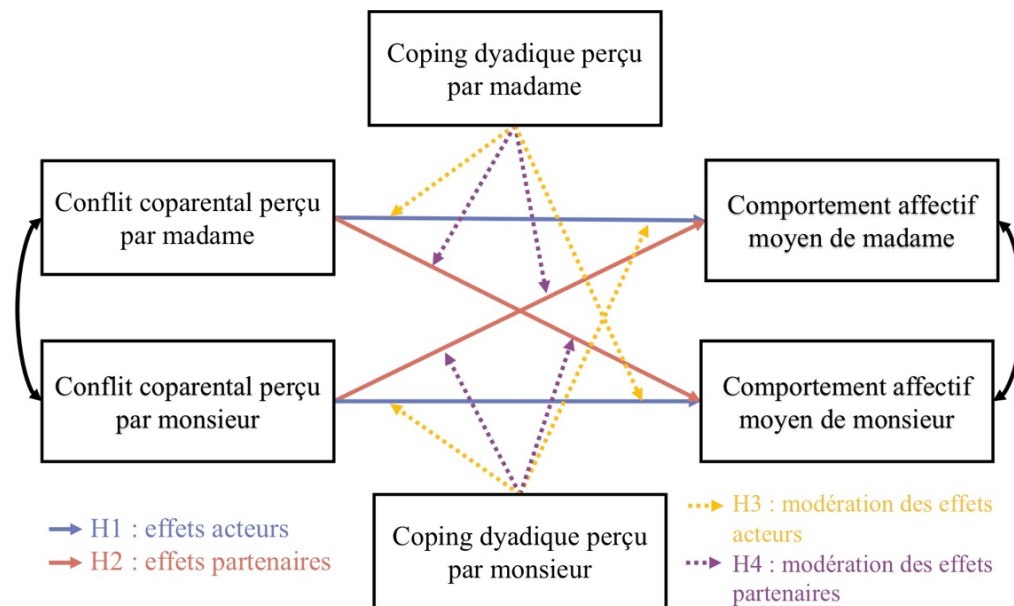 Coping dyadique perçu
par madame
Conflit coparental perçu
par madame
Comportement affectif
moyen de madame
Conflit coparental perçu
par monsieur
Comportement affectif
moyen de monsieur
Coping dyadique perçu
par monsieur
H1 : effets acteurs
H2 : effets partenaires
H3 : modération des effets
acteurs
H4 : modération des effets
partenaires